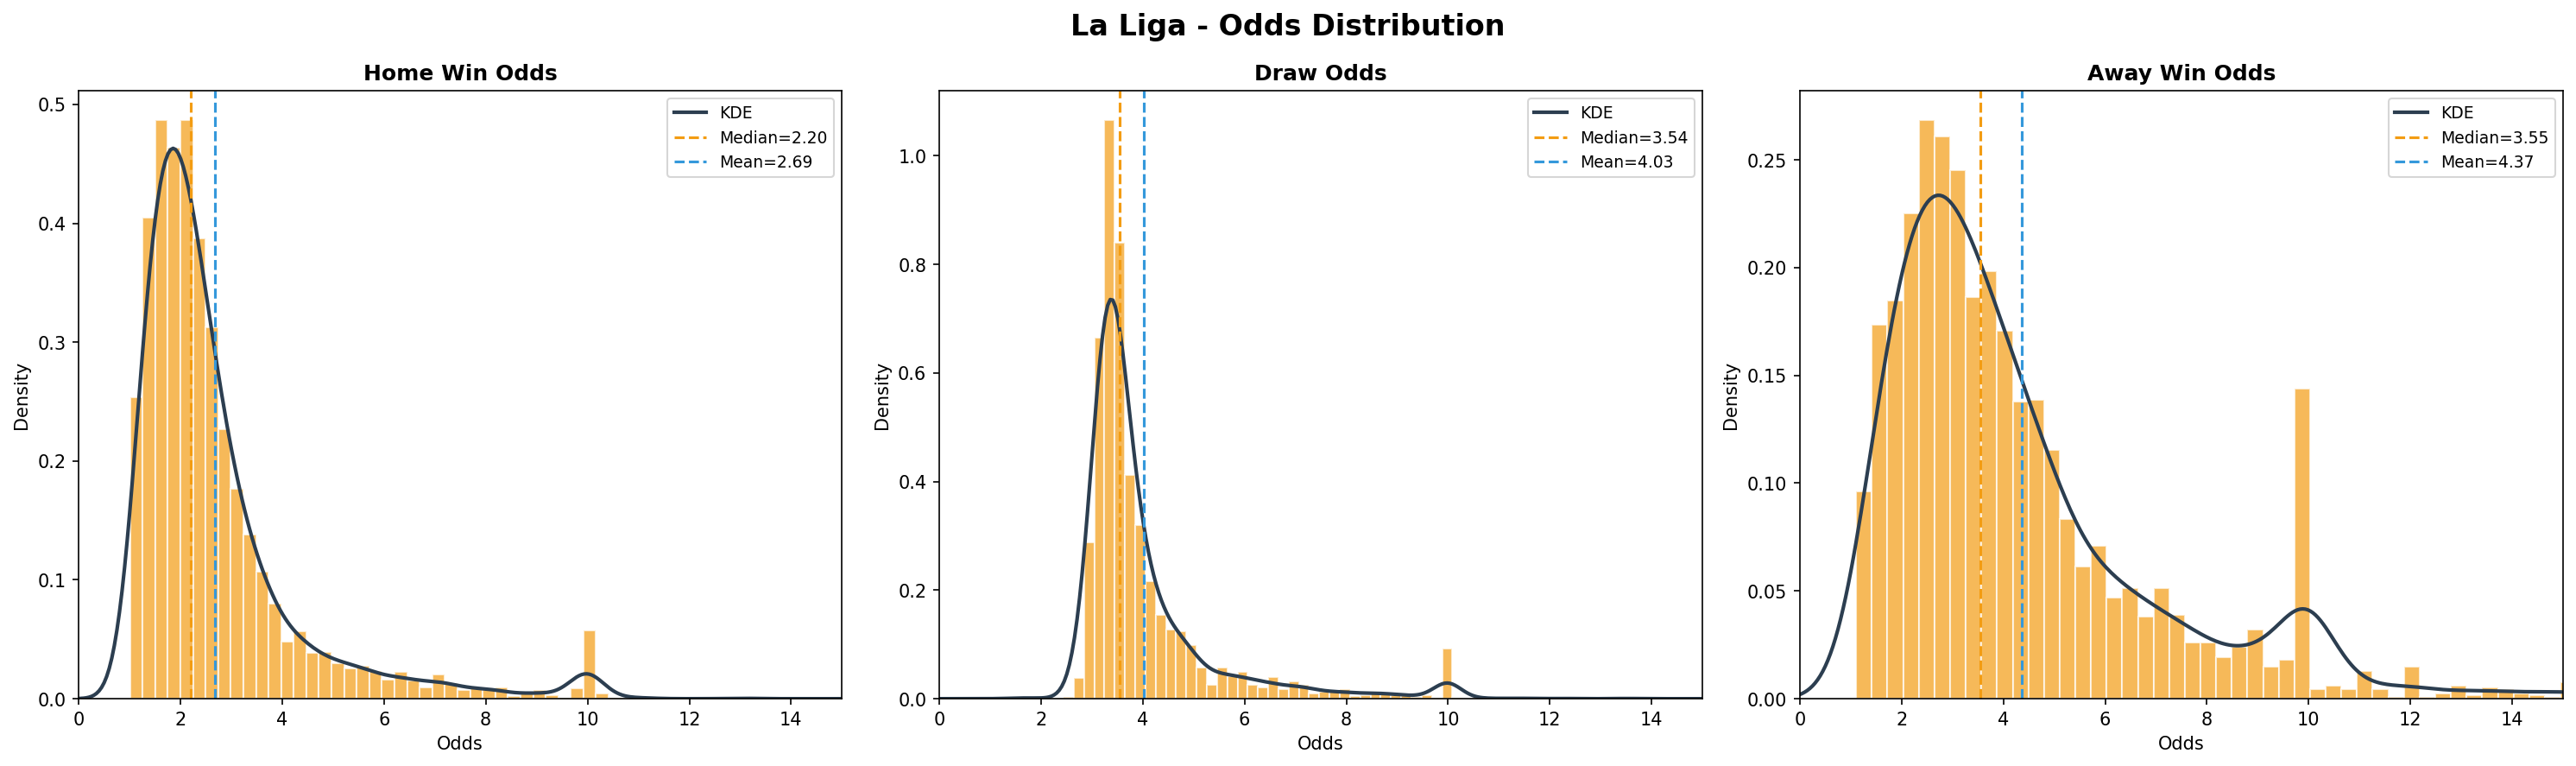 La Liga - Odds Distribution
Home Win Odds
KDE
Median=2.20
Mean=2.69
0.5
0.4
0.3
0.2
0.1
0.0
Density
0 2 4 6 8 10 12 14
Odds
Draw Odds
KDE
Median=3.54
Mean=4.03
1.0
0.8
0.6
0.4
0.2
0.0
Density
0 2 4 6 8 10 12 14
Odds
Away Win Odds
KDE
Median=3.55
Mean=4.37
0.25
0.20
0.15
0.10
0.05
0.00
Density
0 2 4 6 8 10 12 14
Odds